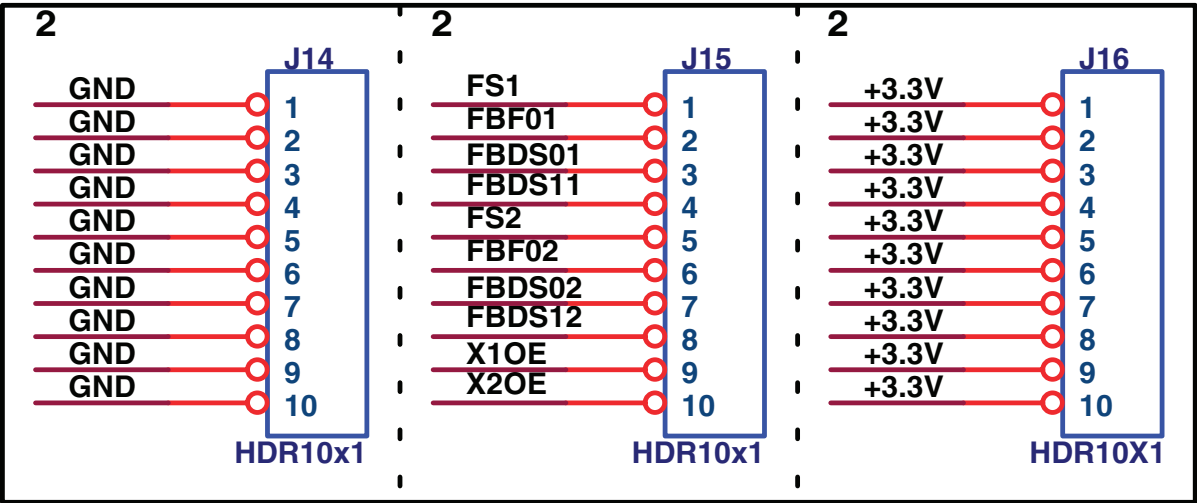 2 2 2
J14 J15 J16
GND 1 FS1 1 +3.3V 1
GND 2 FBF01 2 +3.3V 2
GND 3 FBDS01 3 +3.3V 3
GND 4 FBDS11 4 +3.3V 4
GND 5 FS2 5 +3.3V 5
GND 6 FBF02 6 +3.3V 6
GND 7 FBDS02 7 +3.3V 7
GND 8 FBDS12 8 +3.3V 8
GND 9 X1OE 9 +3.3V 9
GND 10 X2OE 10 +3.3V 10
HDR10x1 HDR10x1 HDR10X1